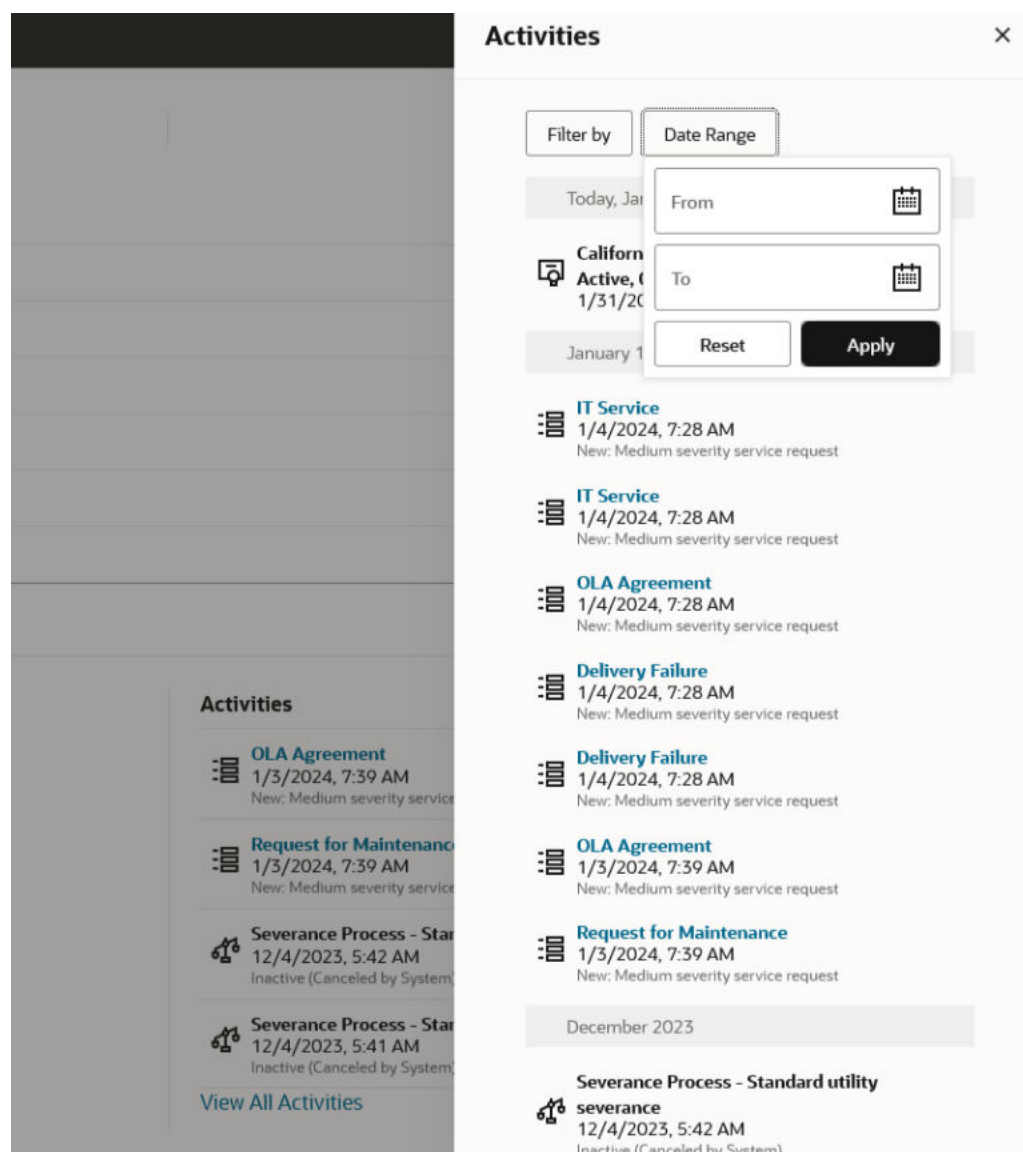 Activities
Filter by
Date Range
Today, Jan
From
Californ
Active,
1/31/20
To
Reset
Apply
January 1
IT Service
1/4/2024, 7:28 AM
New: Medium severity service request
IT Service
1/4/2024, 7:28 AM
New: Medium severity service request
OLA Agreement
1/4/2024, 7:28 AM
New: Medium severity service request
Delivery Failure
1/4/2024, 7:28 AM
New: Medium severity service request
Delivery Failure
1/4/2024, 7:28 AM
New: Medium severity service request
OLA Agreement
1/3/2024, 7:39 AM
New: Medium severity service request
Request for Maintenance
1/3/2024, 7:39 AM
New: Medium severity service request
December 2023
Severance Process - Standard utility
severance
12/4/2023, 5:42 AM
Inactive (Canceled by System)
Activities
OLA Agreement
1/3/2024, 7:39 AM
New: Medium severity service
Request for Maintenanc
1/3/2024, 7:39 AM
New: Medium severity service
Severance Process - Star
12/4/2023, 5:42 AM
Inactive (Canceled by System)
Severance Process - Star
12/4/2023, 5:41 AM
Inactive (Canceled by System)
View All Activities